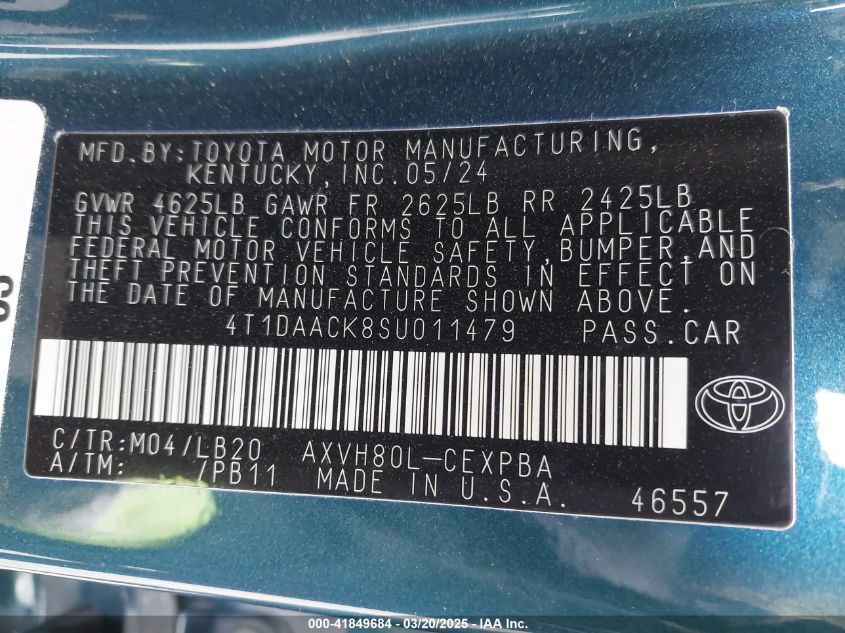 MFD.BY:TOYOTA MOTOR MANUFACTURING,
KENTUCKY,INC.05/24
GVWR 4625LB GAWR FR 2625LB RR 2425LB
THIS VEHICLE CONFORMS TO ALL APPLICABLE
FEDERAL MOTOR VEHICLE SAFETY,BUMPER,AND
THEFT PREVENTION STANDARDS IN EFFECT ON
THE DATE OF MANUFACTURE SHOWN ABOVE.
4T1DAACK8SU011479 PASS.CAR
C/TR:M04/LB20 AXVH80L-CEXPBA
A/TM: /PB11 MADE IN U.S.A. 46557
000-41849684 - 03/20/2025 - IAA Inc.